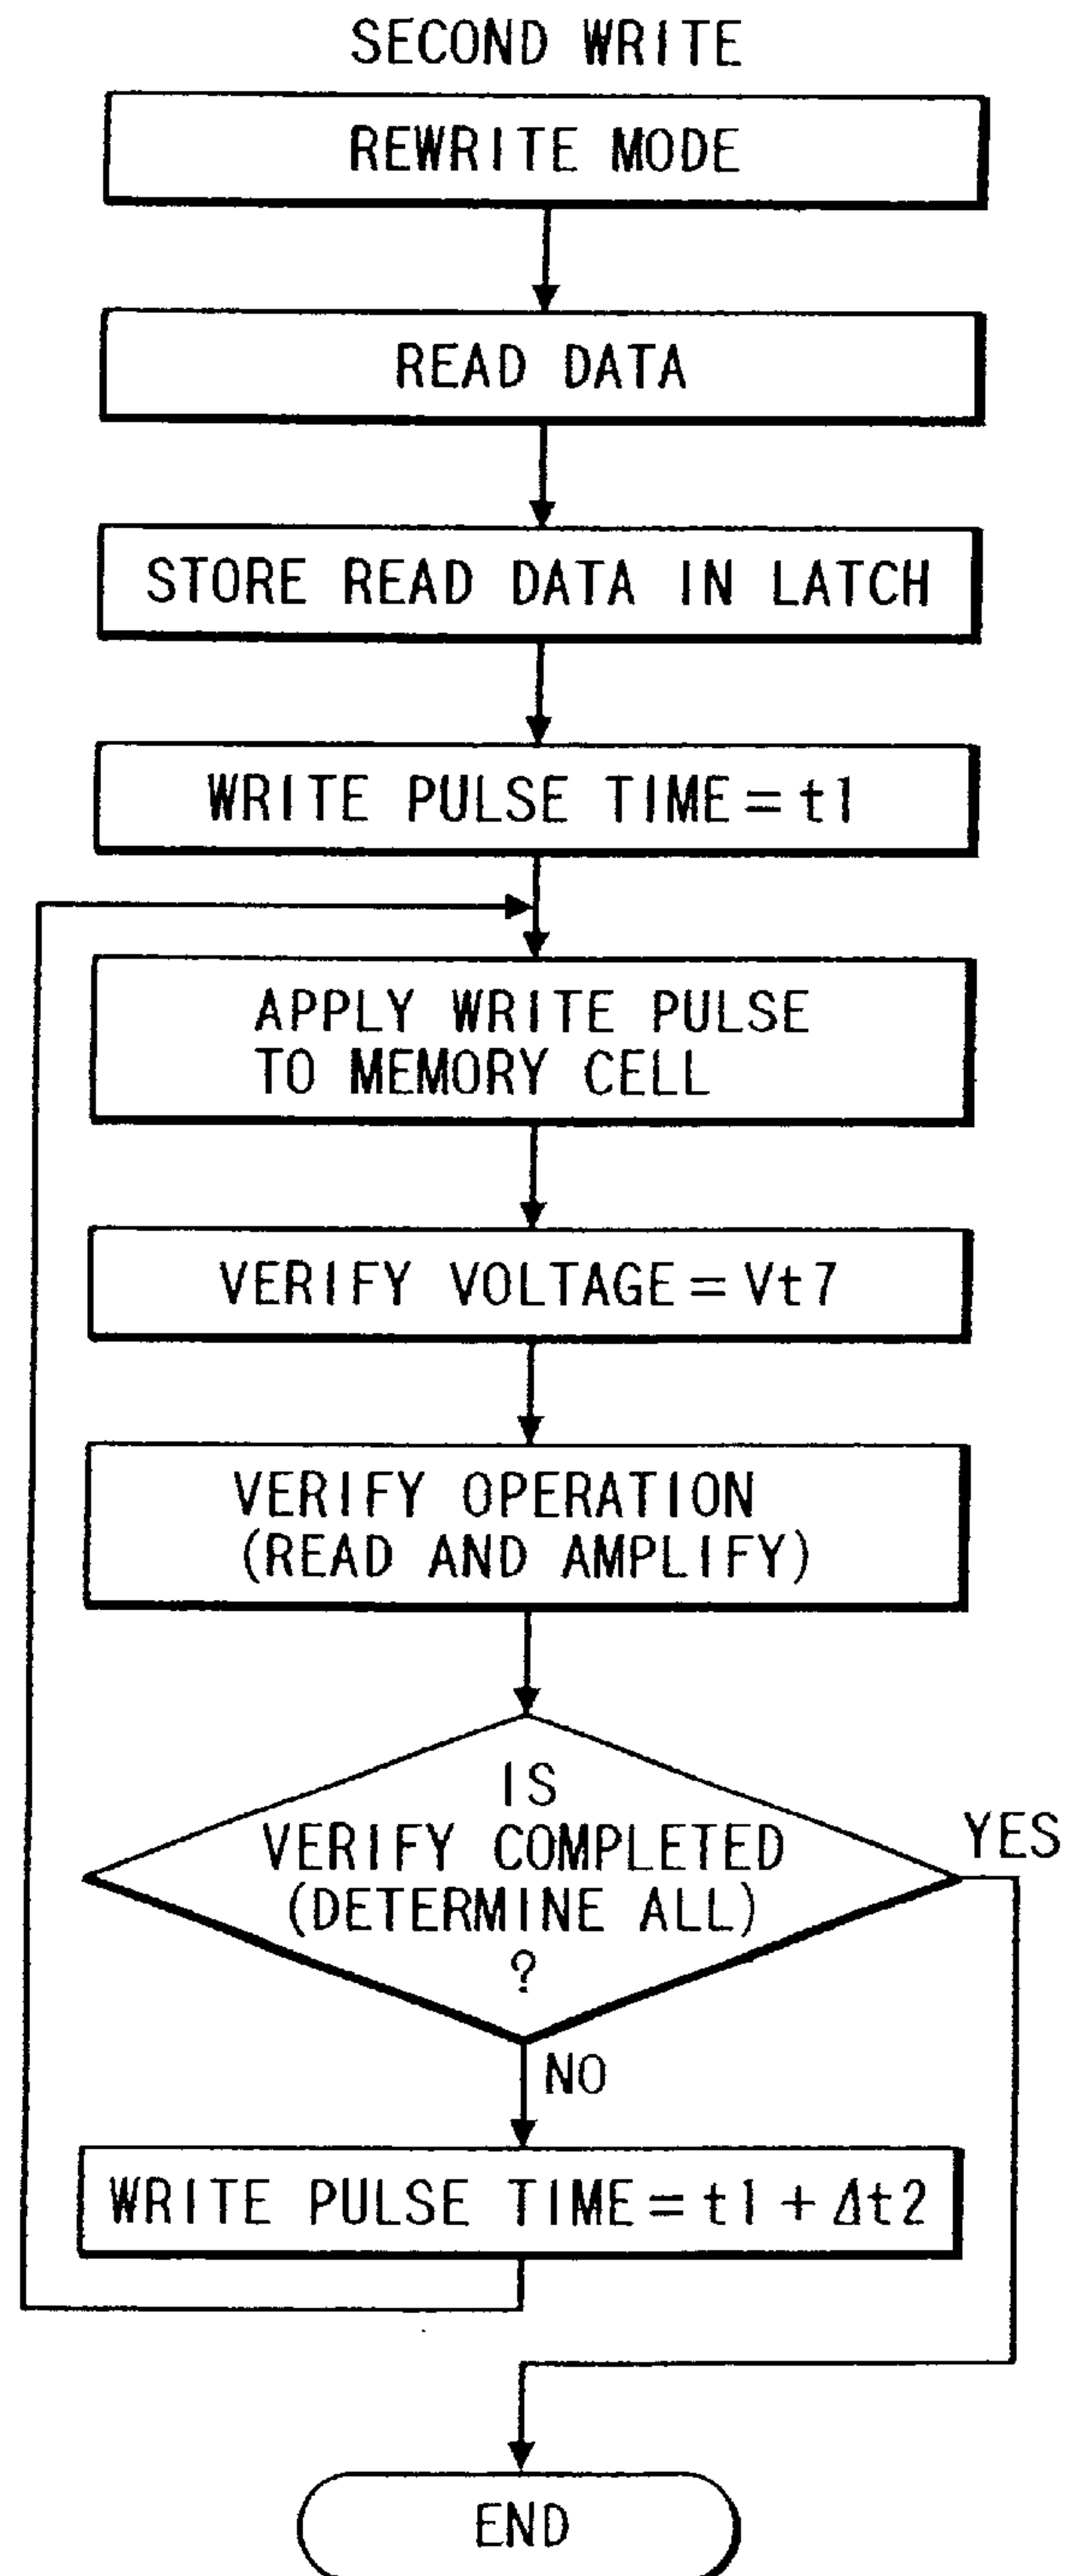 SECOND WRITE
REWRITE MODE
READ DATA
STORE READ DATA IN LATCH
WRITE PULSE TIME = t1
APPLY WRITE PULSE
TO MEMORY CELL
VERIFY VOLTAGE = Vt7
VERIFY OPERATION
(READ AND AMPLIFY)
IS
VERIFY COMPLETED
(DETERMINE ALL)
?
YES
NO
WRITE PULSE TIME = t1 + Δt2
END